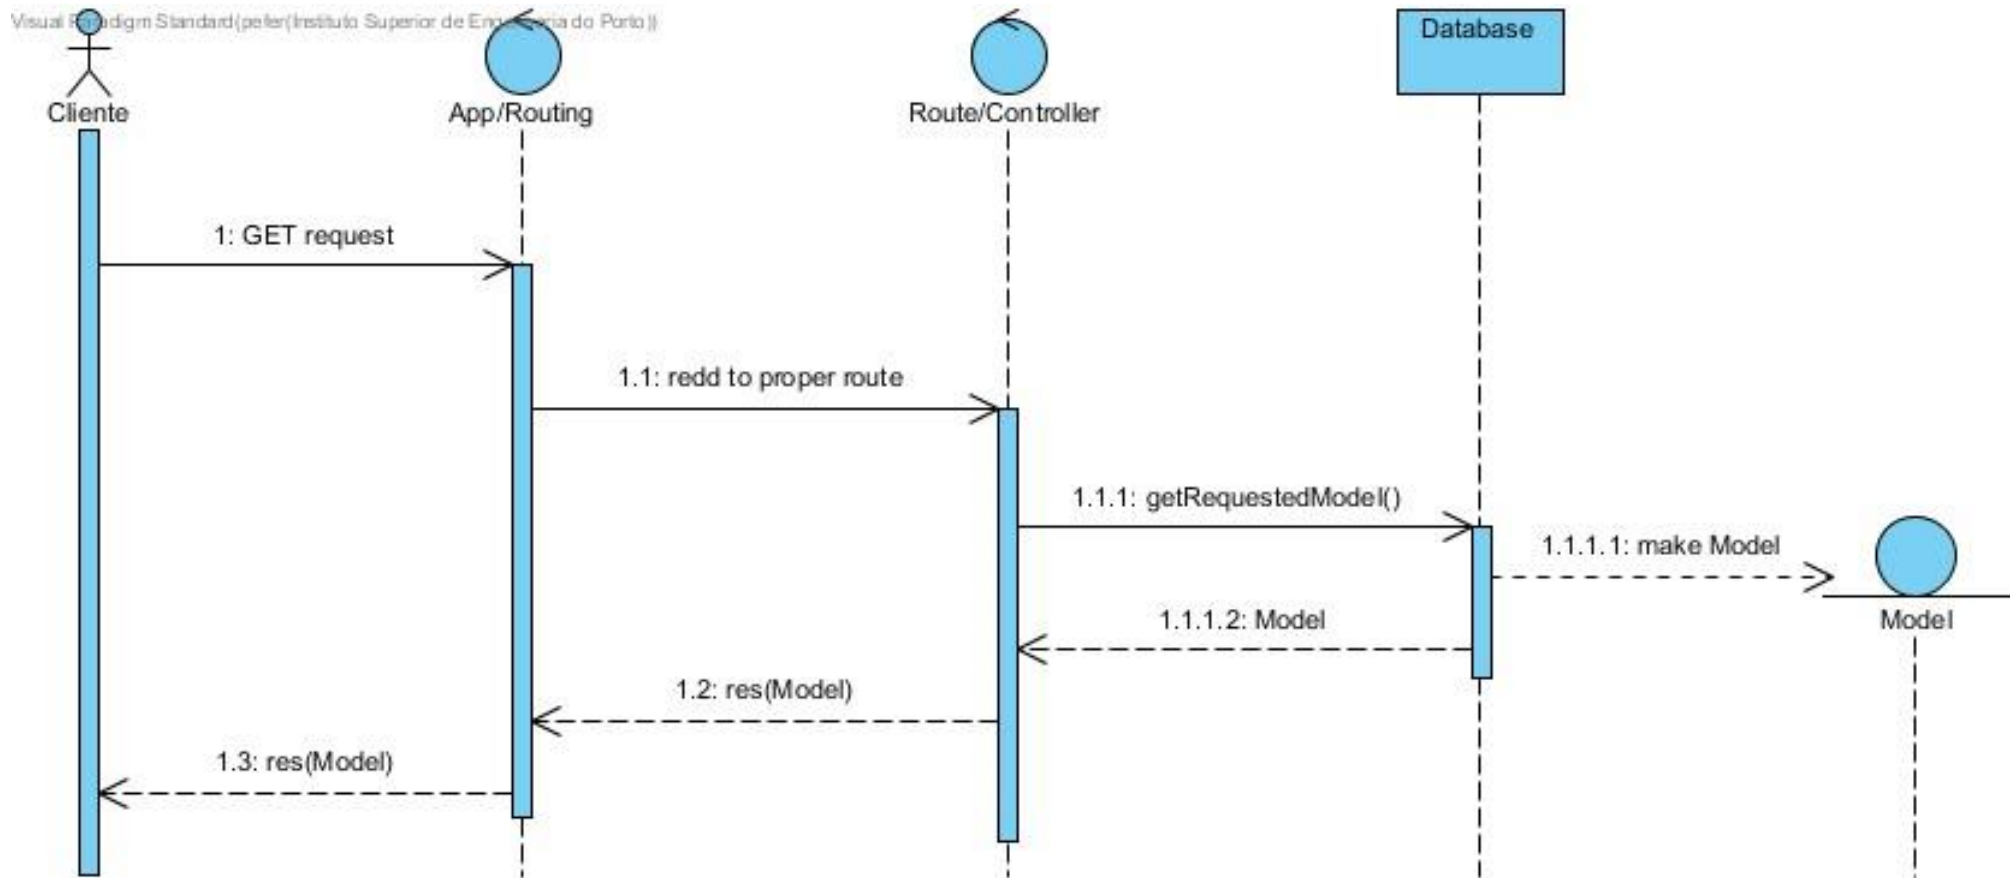 Visual Paradigm Standard(peter(Instituto Superior de Engenharia do Porto))
Cliente
App/Routing
Route/Controller
Database
1: GET request
1.1: redd to proper route
1.1.1: getRequestedModel()
1.1.1.1: make Model
Model
1.1.1.2: Model
1.2: res(Model)
1.3: res(Model)